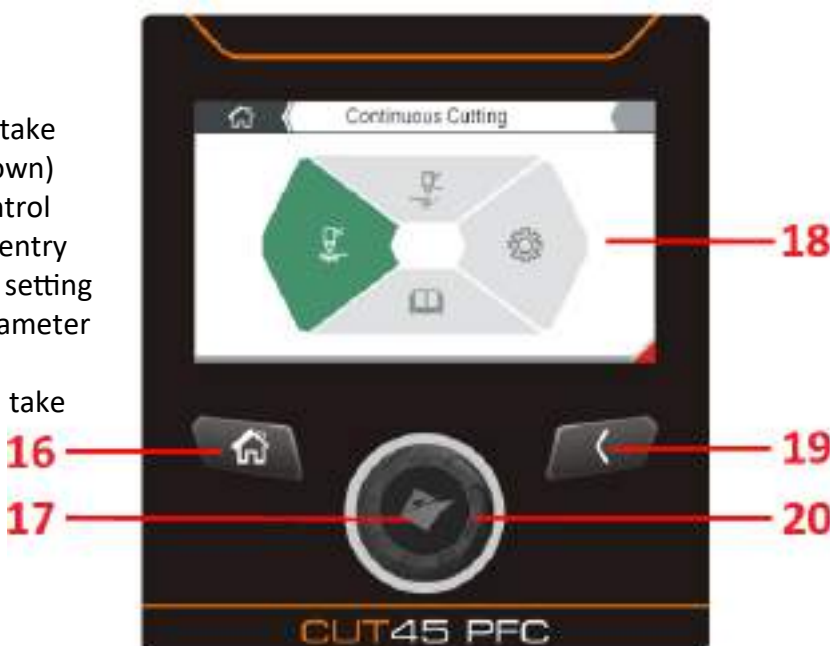 Continuous Cutting
take
own)
ntrol
entry
setting
ameter
take
18
16
19
17
20
CUT45 PFC